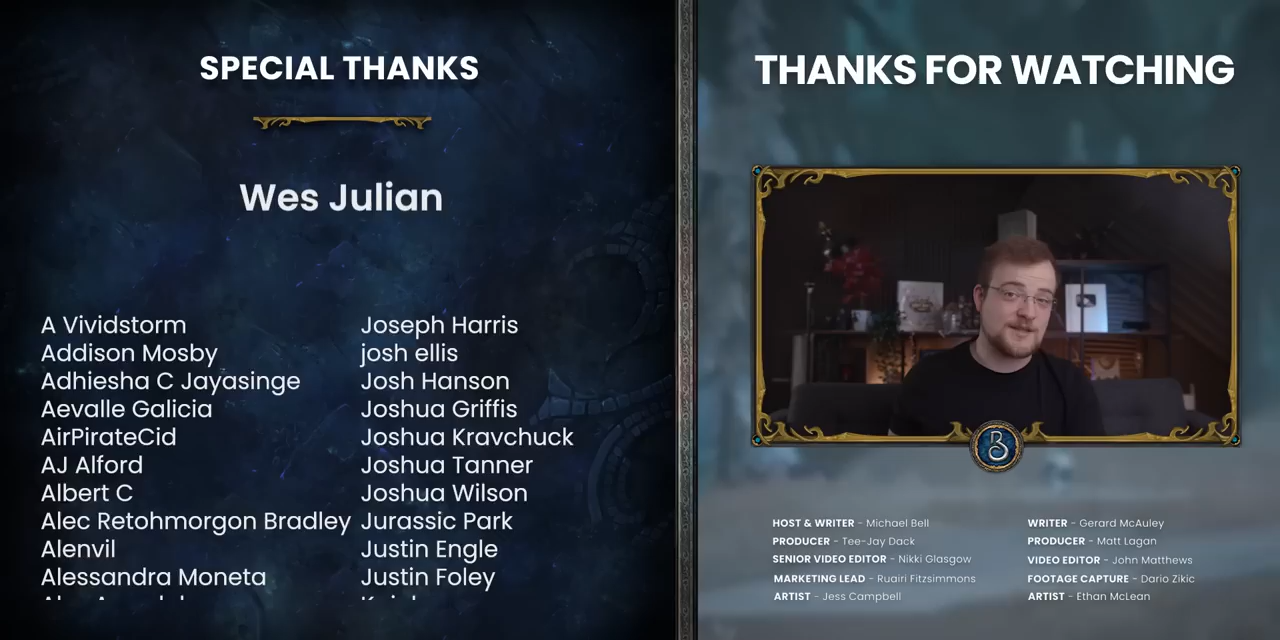 SPECIAL THANKS
Wes Julian
A Vividstorm
Addison Mosby
Adhiesha C Jayasinge
Aevalle Galicia
AirPirateCid
AJ Alford
Albert C
Alec Retohmorgon Bradley
Alenvil
Alessandra Moneta
Joseph Harris
josh ellis
Josh Hanson
Joshua Griffis
Joshua Kravchuck
Joshua Tanner
Joshua Wilson
Jurassic Park
Justin Engle
Justin Foley
THANKS FOR WATCHING
B
HOST & WRITER - Michael Bell
PRODUCER - Tee-Jay Dack
SENIOR VIDEO EDITOR - Nikki Glasgow
MARKETING LEAD - Ruairi Fitzsimmons
ARTIST - Jess Campbell
WRITER - Gerard McAuley
PRODUCER - Matt Lagan
VIDEO EDITOR - John Matthews
FOOTAGE CAPTURE - Dario Zikic
ARTIST - Ethan McLean